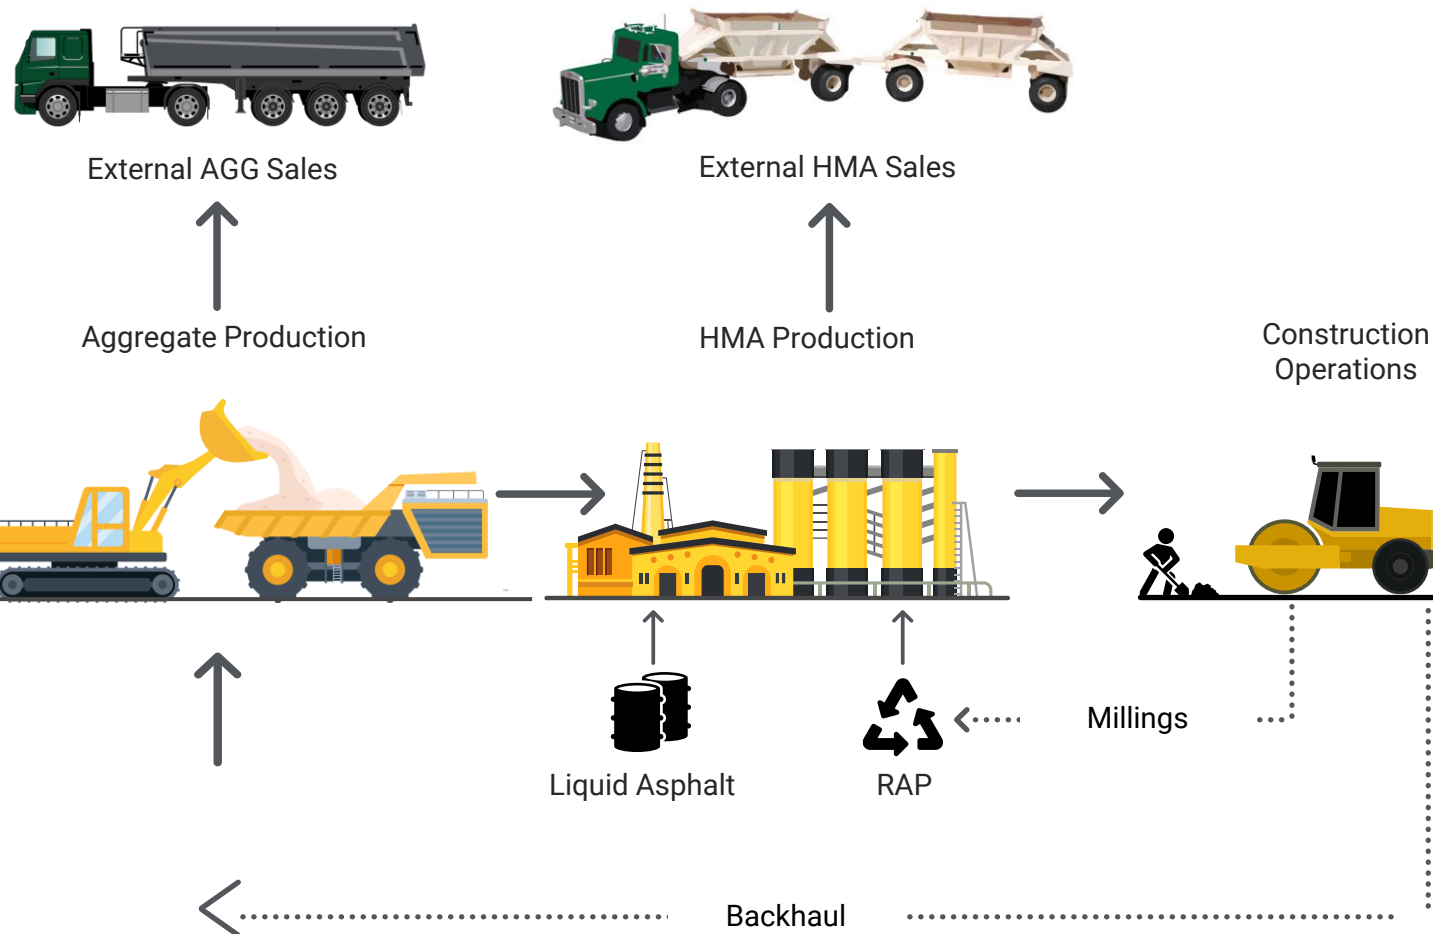 External AGG Sales
External HMA Sales
Aggregate Production
HMA Production
Construction
Operations
Millings
Liquid Asphalt
RAP
Backhaul